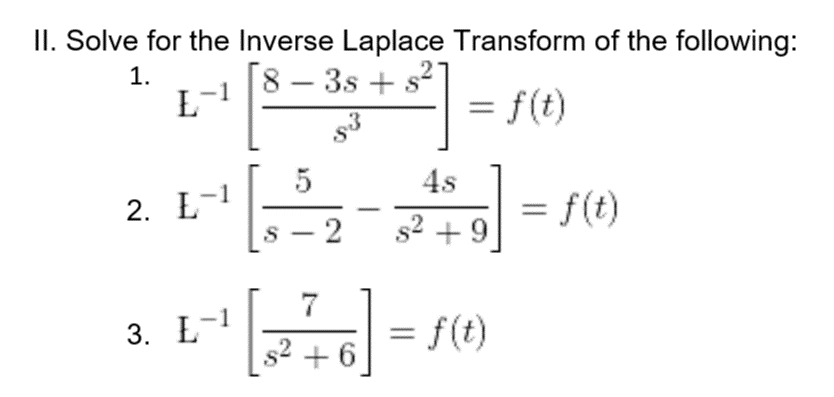 II. Solve for the Inverse Laplace Transform of the following:
1. Ł⁻¹ [(8 − 3s + s²)/s³] = f(t)
2. Ł⁻¹ [5/(s − 2) − 4s/(s² + 9)] = f(t)
3. Ł⁻¹ [7/(s² + 6)] = f(t)